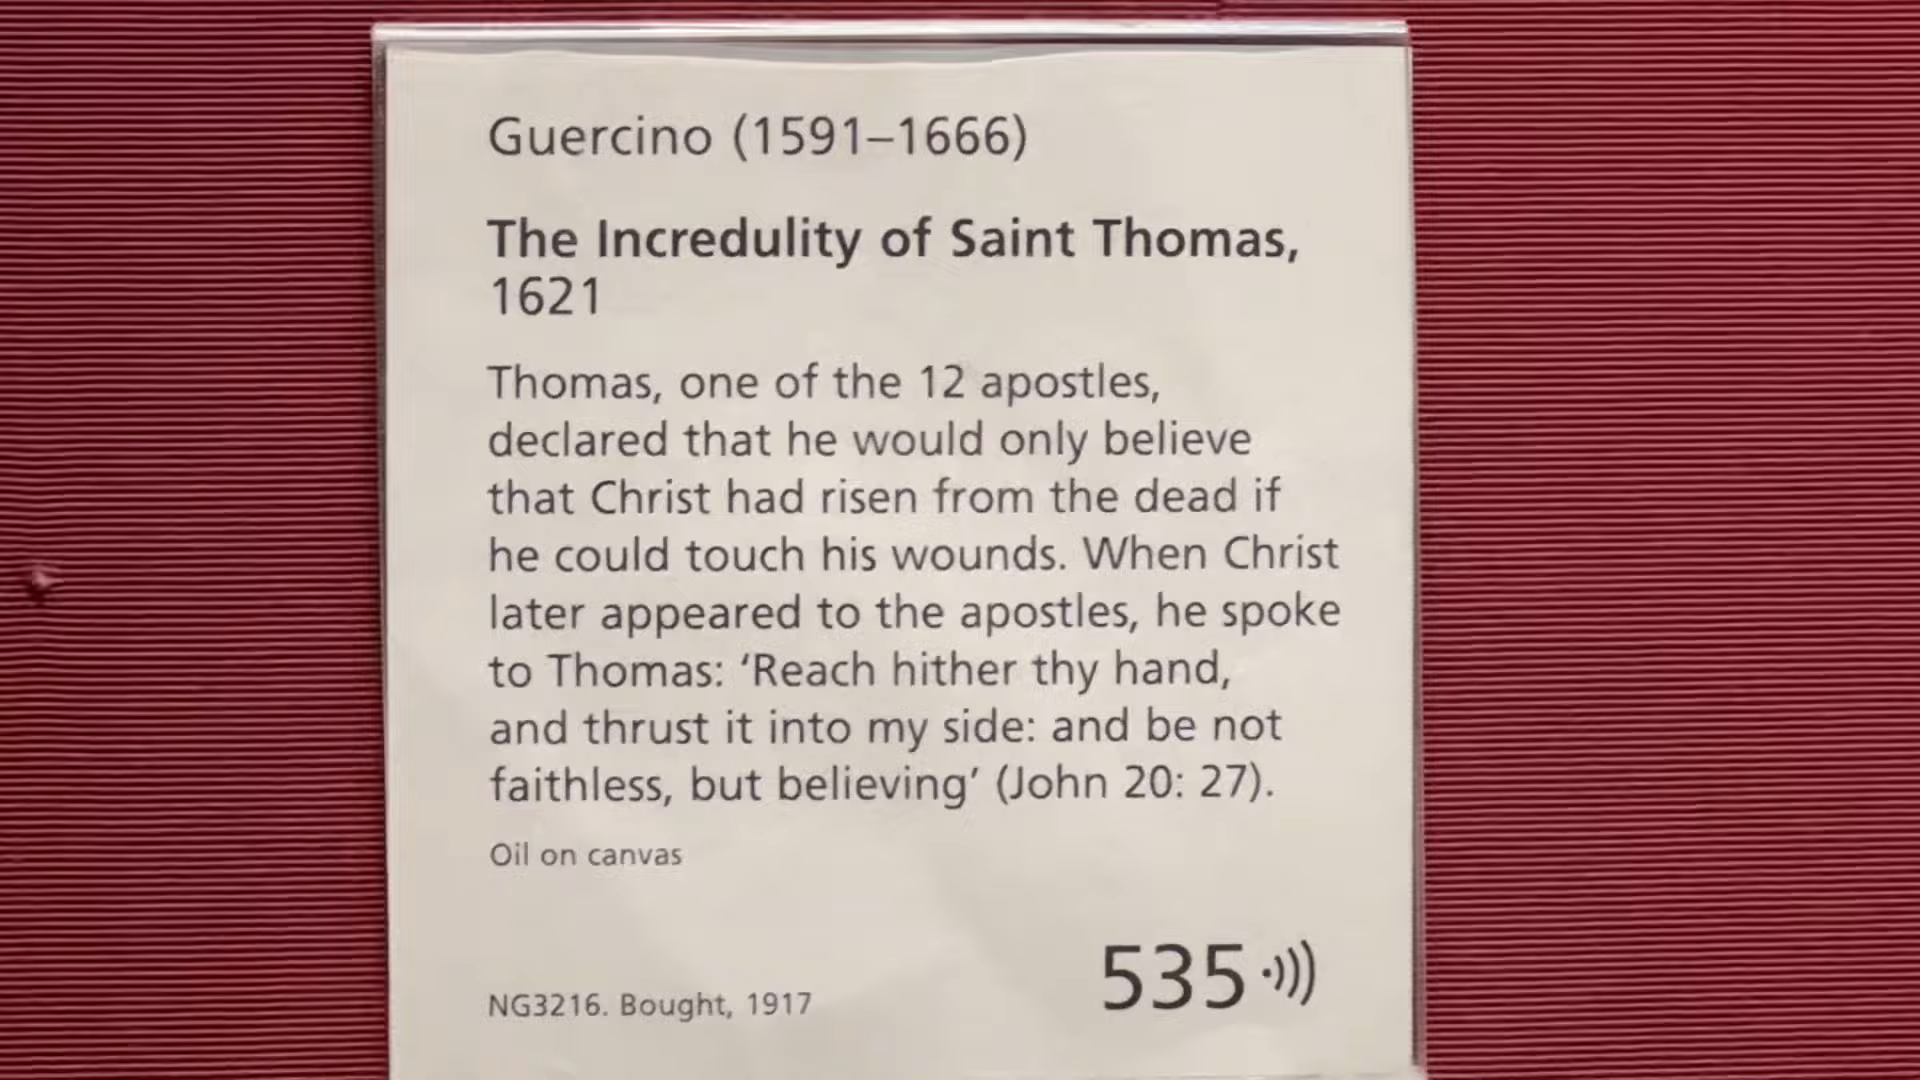 Guercino (1591–1666)
The Incredulity of Saint Thomas,
1621
Thomas, one of the 12 apostles,
declared that he would only believe
that Christ had risen from the dead if
he could touch his wounds. When Christ
later appeared to the apostles, he spoke
to Thomas: ‘Reach hither thy hand,
and thrust it into my side: and be not
faithless, but believing’ (John 20: 27).
Oil on canvas
NG3216. Bought, 1917
535